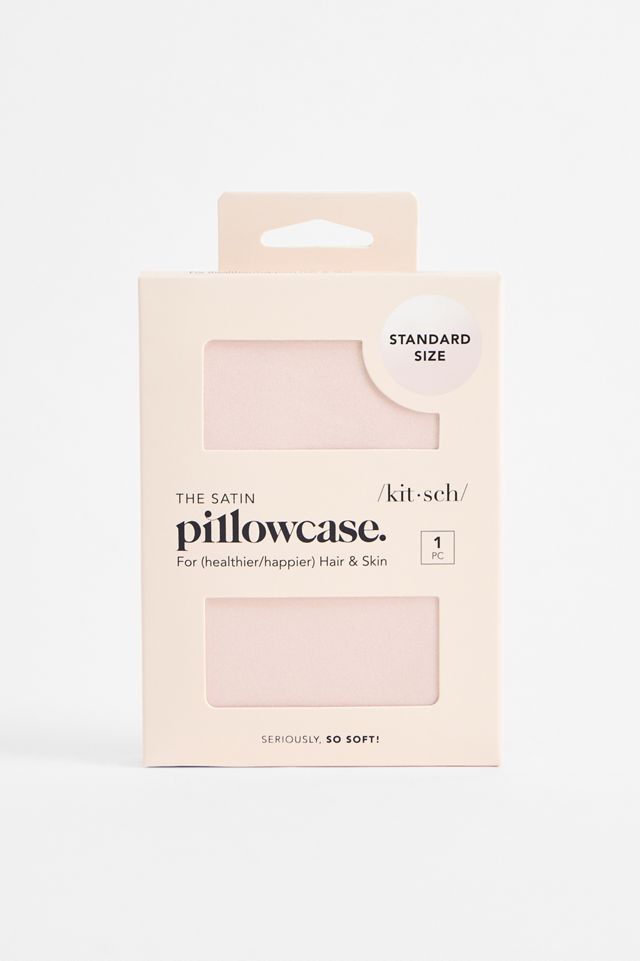 STANDARD
SIZE
THE SATIN
/kit·sch/
pillowcase.
For (healthier/happier) Hair & Skin
1
PC
SERIOUSLY, SO SOFT!